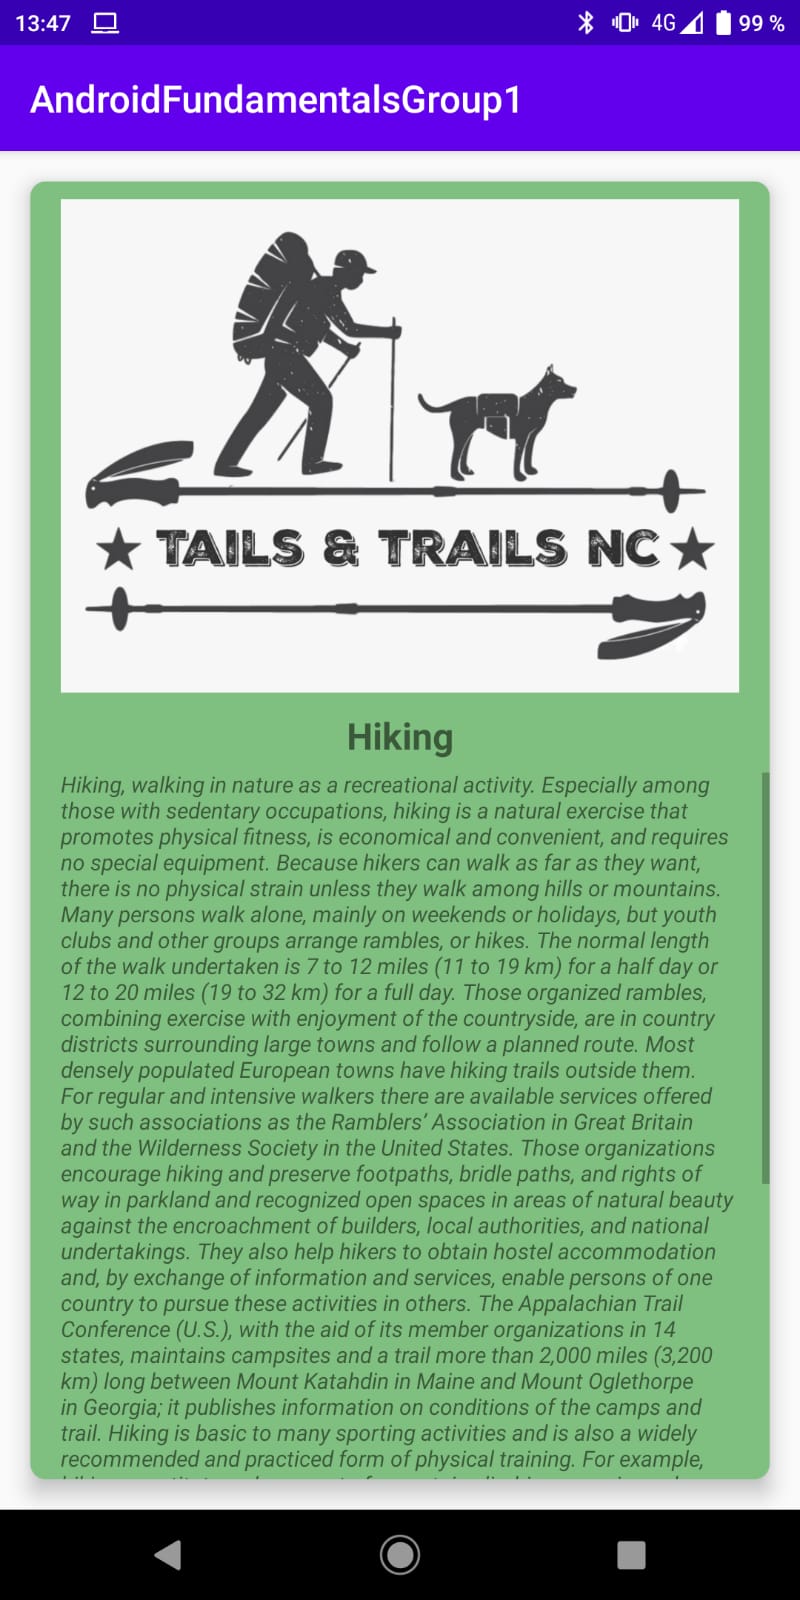 13:47 4G 99 %
AndroidFundamentalsGroup1
TAILS & TRAILS NC
Hiking
Hiking, walking in nature as a recreational activity. Especially among
those with sedentary occupations, hiking is a natural exercise that
promotes physical fitness, is economical and convenient, and requires
no special equipment. Because hikers can walk as far as they want,
there is no physical strain unless they walk among hills or mountains.
Many persons walk alone, mainly on weekends or holidays, but youth
clubs and other groups arrange rambles, or hikes. The normal length
of the walk undertaken is 7 to 12 miles (11 to 19 km) for a half day or
12 to 20 miles (19 to 32 km) for a full day. Those organized rambles,
combining exercise with enjoyment of the countryside, are in country
districts surrounding large towns and follow a planned route. Most
densely populated European towns have hiking trails outside them.
For regular and intensive walkers there are available services offered
by such associations as the Ramblers’ Association in Great Britain
and the Wilderness Society in the United States. Those organizations
encourage hiking and preserve footpaths, bridle paths, and rights of
way in parkland and recognized open spaces in areas of natural beauty
against the encroachment of builders, local authorities, and national
undertakings. They also help hikers to obtain hostel accommodation
and, by exchange of information and services, enable persons of one
country to pursue these activities in others. The Appalachian Trail
Conference (U.S.), with the aid of its member organizations in 14
states, maintains campsites and a trail more than 2,000 miles (3,200
km) long between Mount Katahdin in Maine and Mount Oglethorpe
in Georgia; it publishes information on conditions of the camps and
trail. Hiking is basic to many sporting activities and is also a widely
recommended and practiced form of physical training. For example,